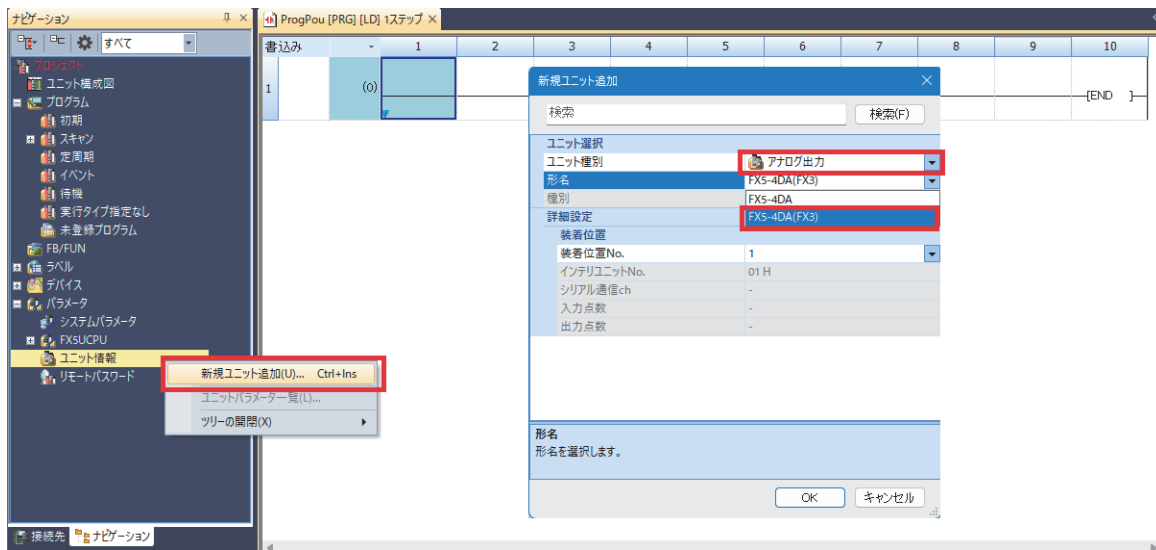 ナビゲーション
すべて
プロジェクト
ユニット構成図
プログラム
初期
スキャン
定周期
イベント
待機
実行タイプ指定なし
未登録プログラム
FB/FUN
ラベル
デバイス
パラメータ
システムパラメータ
FX5UCPU
ユニット情報
リモートパスワード
接続先 ナビゲーション
新規ユニット追加(U)... Ctrl+Ins
ユニットパラメータ一覧(L)...
ツリーの開閉(X)
ProgPou [PRG] [LD] 1ステップ
書込み 1 2 3 4 5 6 7 8 9 10
1 (0) [END ]
新規ユニット追加
検索 検索(F)
ユニット選択
ユニット種別 アナログ出力
形名 FX5-4DA(FX3)
種別 FX5-4DA
詳細設定 FX5-4DA(FX3)
装着位置
装着位置No. 1
インテリユニットNo. 01 H
シリアル通信ch -
入力点数 -
出力点数 -
形名
形名を選択します。
OK キャンセル